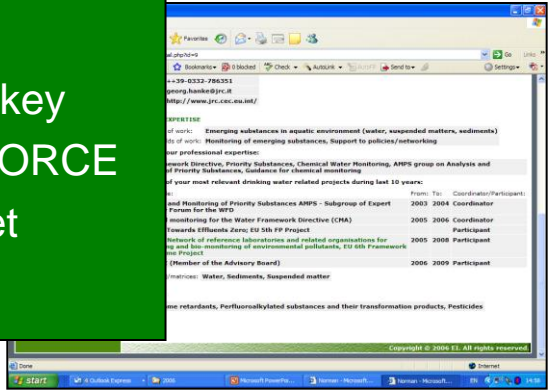 key
ORCE
et
Favorites
ail.php?id=9
Go Links
Bookmarks 0 blocked Check AutoLink AutoFill Send to Settings
++39-0332-786351
georg.hanke@jrc.it
http://www.jrc.cec.eu.int/
EXPERTISE
of work: Emerging substances in aquatic environment (water, suspended matters, sediments)
ds of work: Monitoring of emerging substances, Support to policies/networking
our professional expertise:
ework Directive, Priority Substances, Chemical Water Monitoring, AMPS group on Analysis and
of Priority Substances, Guidance for chemical monitoring
of your most relevant drinking water related projects during last 10 years:
e: From: To: Coordinator/Participant:
and Monitoring of Priority Substances AMPS - Subgroup of Expert 2003 2004 Coordinator
Forum for the WFD
monitoring for the Water Framework Directive (CMA) 2005 2006 Coordinator
Towards Effluents Zero; EU 5th FP Project Participant
Network of reference laboratories and related organisations for 2005 2008 Participant
ng and bio-monitoring of environmental pollutants, EU 6th Framework
me Project
(Member of the Advisory Board) 2006 2009 Participant
/matrices: Water, Sediments, Suspended matter
me retardants, Perfluoroalkylated substances and their transformation products, Pesticides
Copyright © 2006 EI. All rights reserved.
Done Internet
start Outlook Express 2006 Microsoft PowerPoi... Norman - Microsoft... Norman - Microsoft... EN 14:56